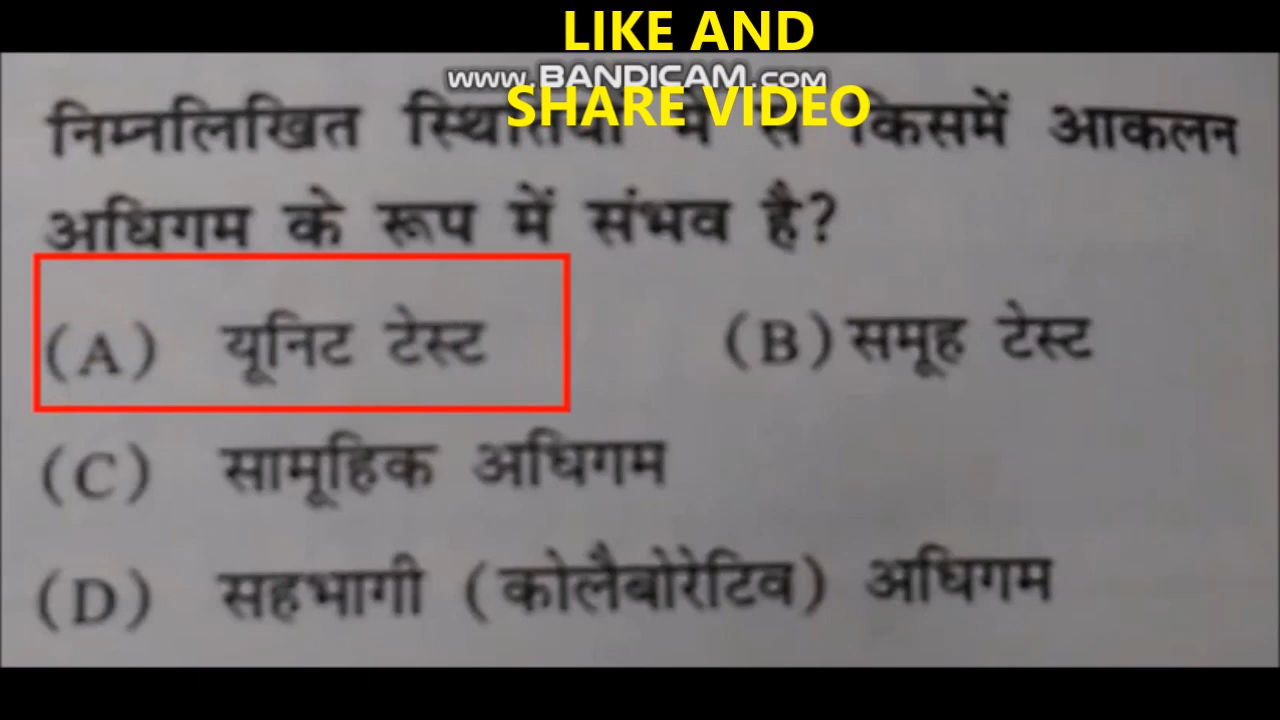 LIKE AND
www.BANDICAM.com
SHARE VIDEO
निम्नलिखित किसमें आकलन
अधिगम के रूप में संभव है?
(A) यूनिट टेस्ट (B) समूह टेस्ट
(C) सामूहिक अधिगम
(D) सहभागी (कोलैबोरेटिव) अधिगम